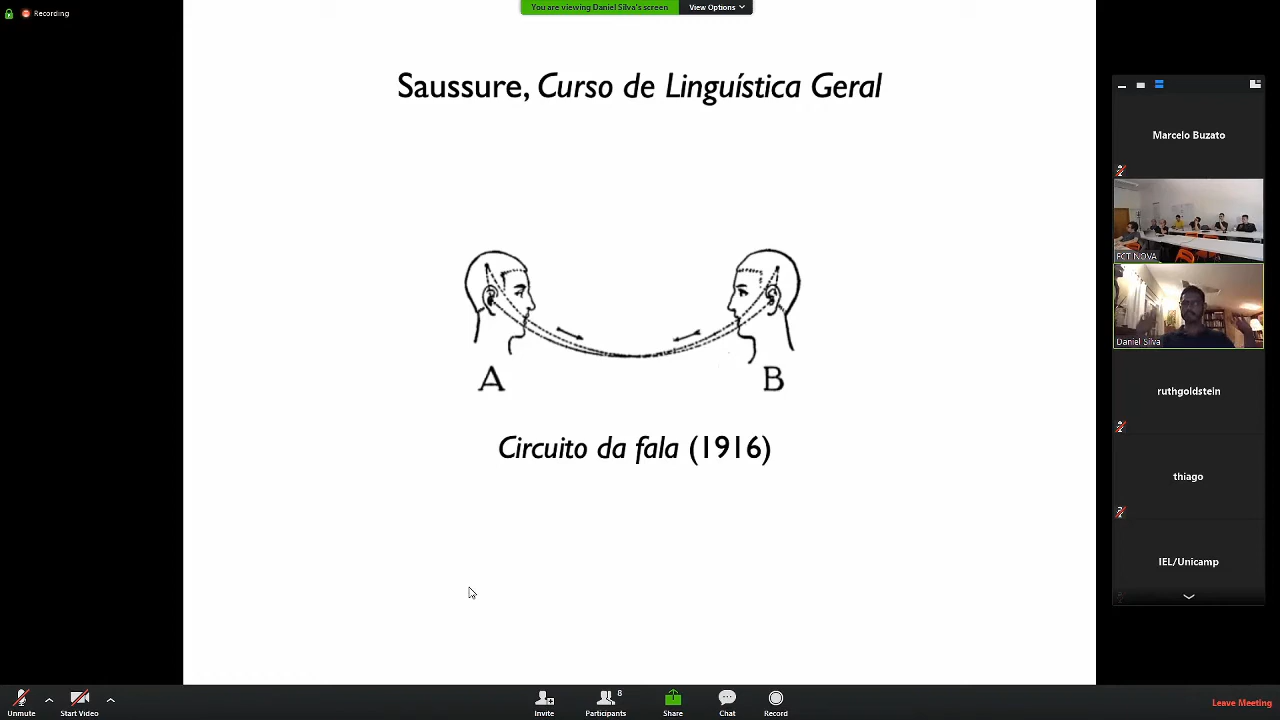 Recording
You are viewing Daniel Silva's screen
View Options
Saussure, Curso de Linguística Geral
A
B
Circuito da fala (1916)
Marcelo Buzato
FCT NOVA
Daniel Silva
ruthgoldstein
thiago
IEL/Unicamp
Unmute
Start Video
Invite
Participants
8
Share
Chat
Record
Leave Meeting